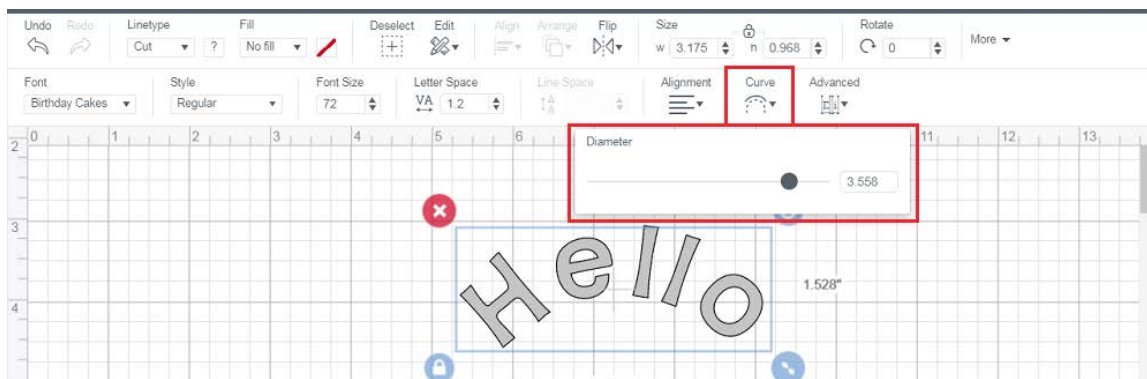 Undo Redo Linetype Fill Deselect Edit Align Arrange Flip Size Rotate
Cut ? No fill w 3.175 h 0.968 0 More
Font Style Font Size Letter Space Line Space Alignment Curve Advanced
Birthday Cakes Regular 72 VA 1.2
0 1 2 3 4 5 6 11 12 13
2
Diameter
3.558
3
Hello
1.528"
4